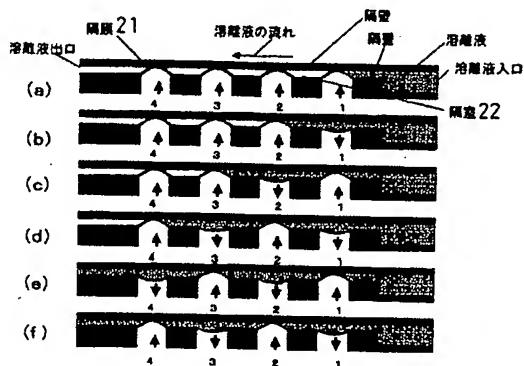 隔膜21
溶離液の流れ
隔壁
隔壁
溶離液
溶離液出口
溶離液入口
(a)
4 3 2 1
隔室22
(b)
4 3 2 1
(c)
4 3 2 1
(d)
4 3 2 1
(e)
4 3 2 1
(f)
4 3 2 1